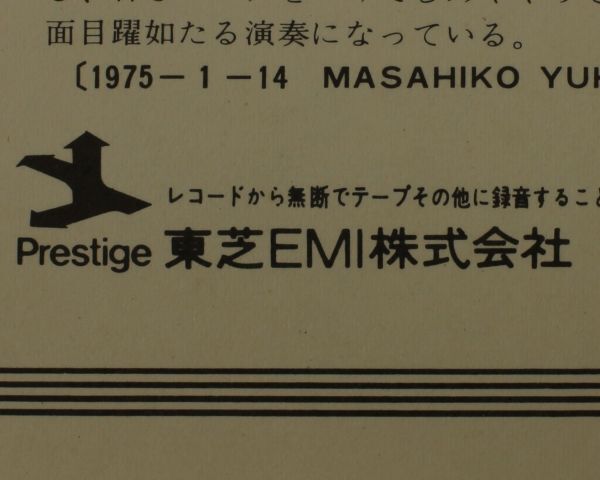 面目躍如たる演奏になっている。
〔1975－1－14 MASAHIKO YUH
レコードから無断でテープその他に録音すること
Prestige 東芝EMI株式会社